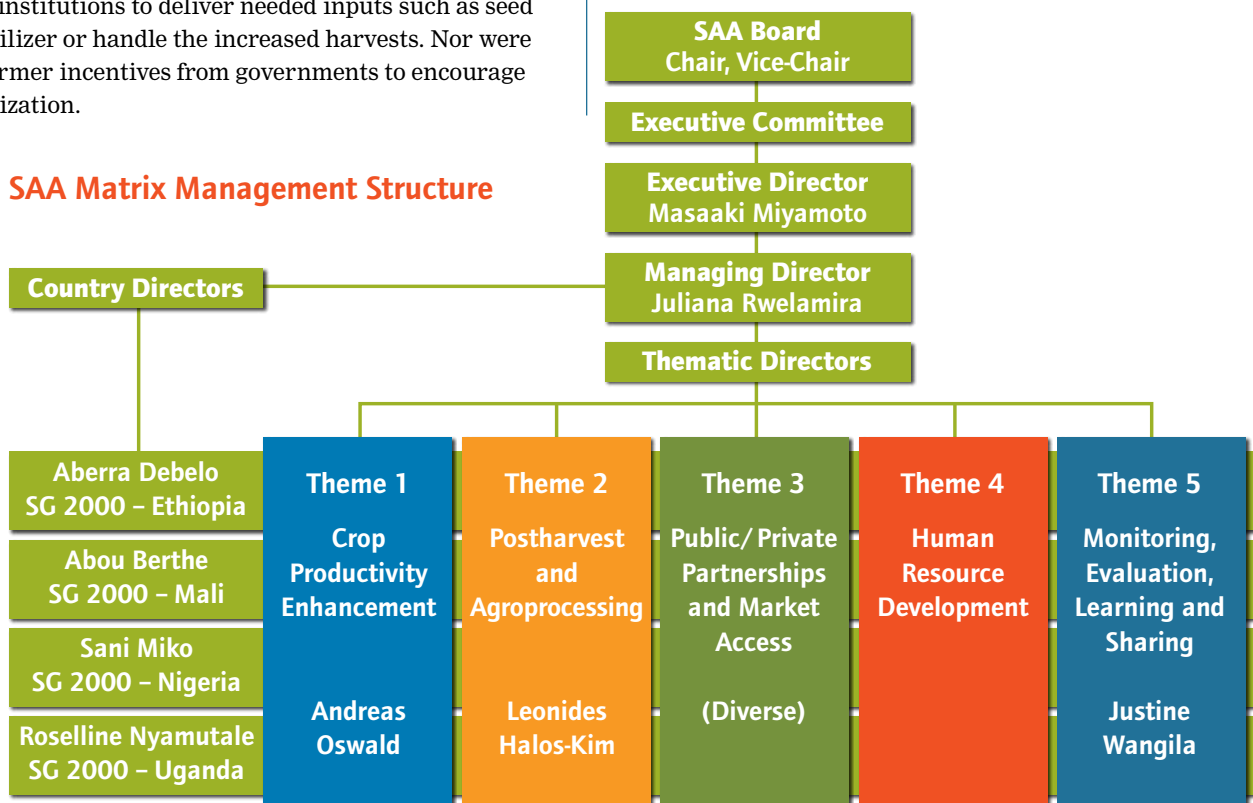 institutions to deliver needed inputs such as seed
ilizer or handle the increased harvests. Nor were
rmer incentives from governments to encourage
ization.
SAA Matrix Management Structure
SAA Board
Chair, Vice-Chair
Executive Committee
Executive Director
Masaaki Miyamoto
Managing Director
Juliana Rwelamira
Country Directors
Thematic Directors
Aberra Debelo
SG 2000 – Ethiopia
Abou Berthe
SG 2000 – Mali
Sani Miko
SG 2000 – Nigeria
Roselline Nyamutale
SG 2000 – Uganda
Theme 1
Crop
Productivity
Enhancement
Andreas
Oswald
Theme 2
Postharvest
and
Agroprocessing
Leonides
Halos-Kim
Theme 3
Public/ Private
Partnerships
and Market
Access
(Diverse)
Theme 4
Human
Resource
Development
Theme 5
Monitoring,
Evaluation,
Learning and
Sharing
Justine
Wangila